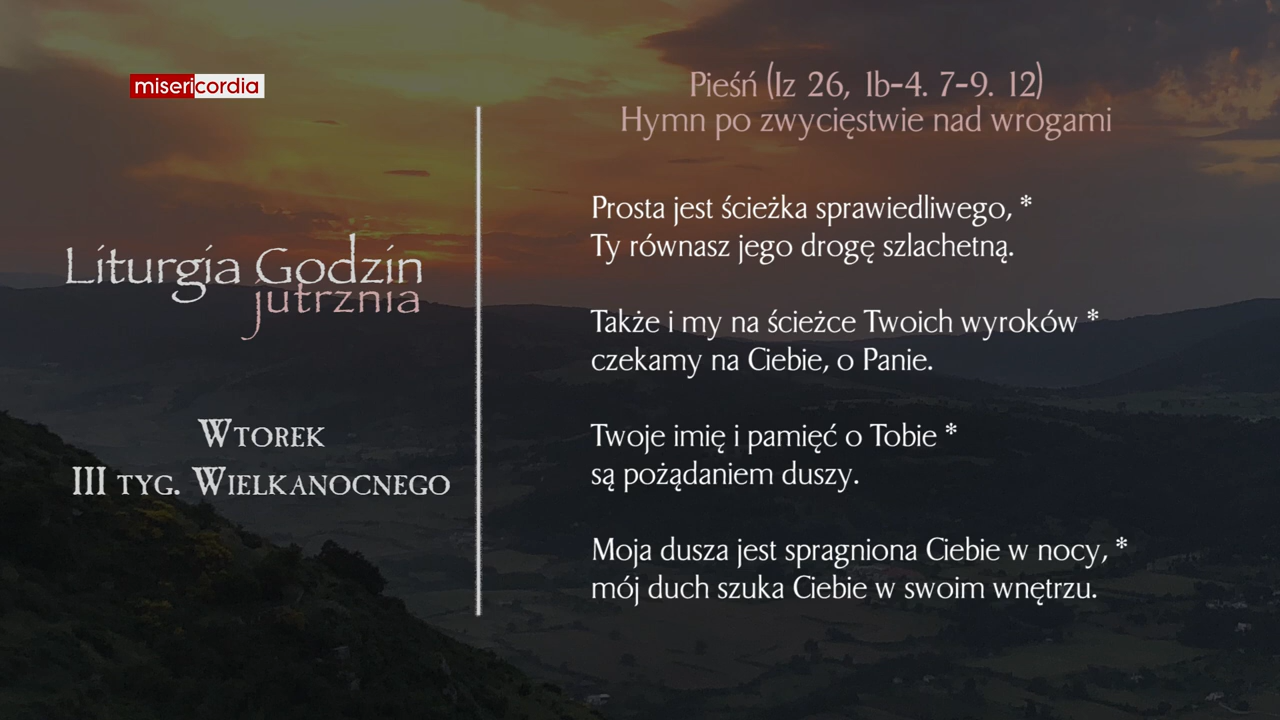 misericordia
Liturgia Godzin
jutrznia
Wtorek
III tyg. Wielkanocnego
Pieśń (Iz 26, 1b-4. 7-9. 12)
Hymn po zwycięstwie nad wrogami
Prosta jest ścieżka sprawiedliwego, *
Ty równasz jego drogę szlachetną.
Także i my na ścieżce Twoich wyroków *
czekamy na Ciebie, o Panie.
Twoje imię i pamięć o Tobie *
są pożądaniem duszy.
Moja dusza jest spragniona Ciebie w nocy, *
mój duch szuka Ciebie w swoim wnętrzu.